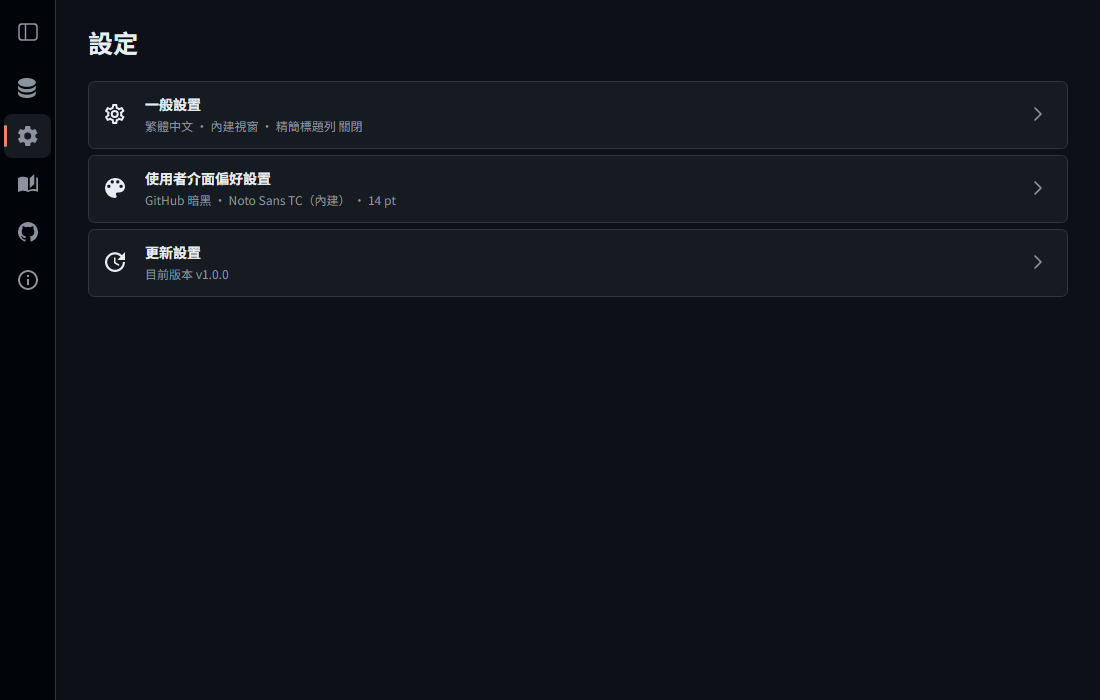 設定
一般設置
繁體中文 • 內建視窗 • 精簡標題列 關閉
使用者介面偏好設置
GitHub 暗黑 • Noto Sans TC（內建） • 14 pt
更新設置
目前版本 v1.0.0